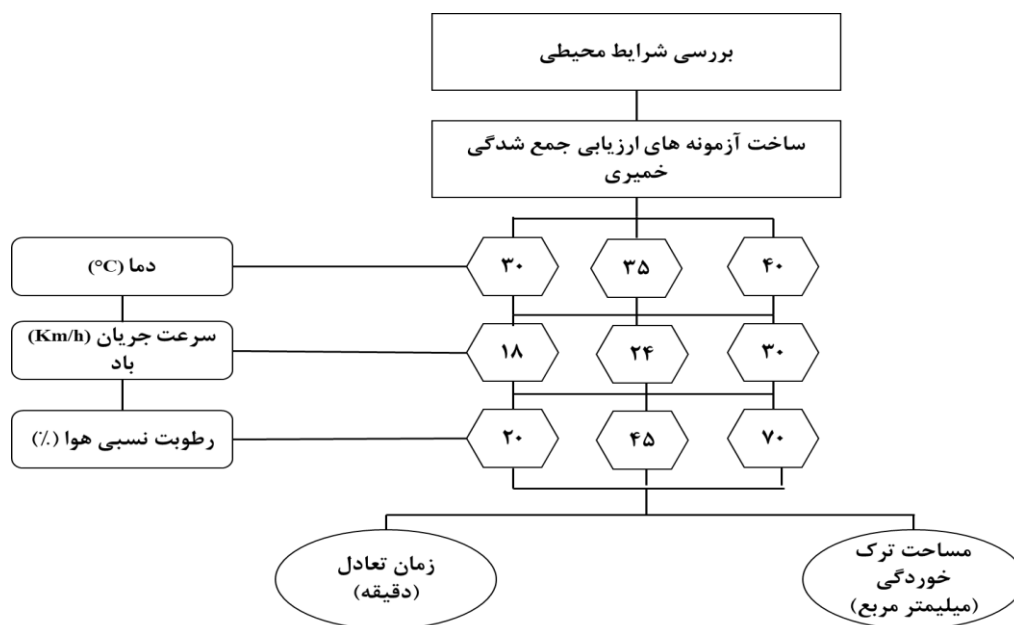 بررسی شرایط محیطی
ساخت آزمونه های ارزیابی جمع شدگی
خمیری
دما (°C)
۳۰
۳۵
۴۰
سرعت جریان (Km/h)
باد
۱۸
۲۴
۳۰
رطوبت نسبی هوا (٪)
۲۰
۴۵
۷۰
زمان تعادل
(دقیقه)
مساحت ترک
خوردگی
(میلیمتر مربع)